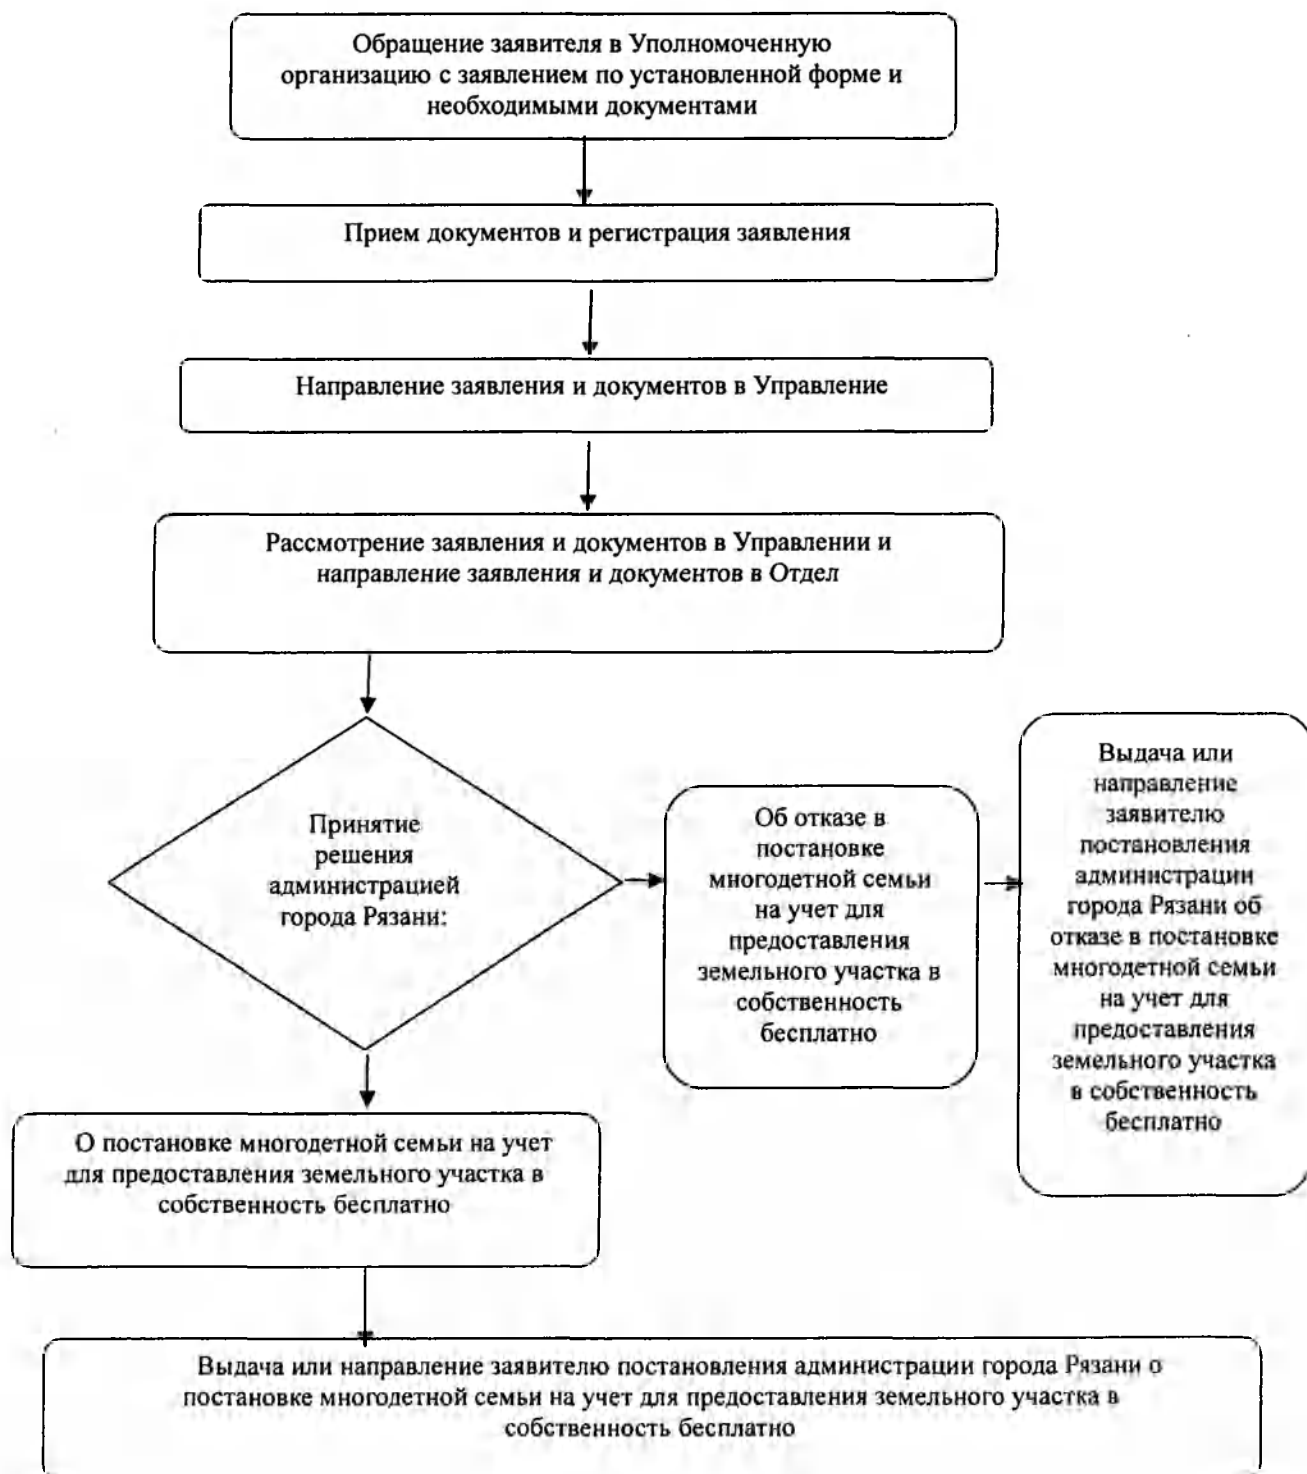 Обращение заявителя в Уполномоченную
организацию с заявлением по установленной форме и
необходимыми документами
Прием документов и регистрация заявления
Направление заявления и документов в Управление
Рассмотрение заявления и документов в Управлении и
направление заявления и документов в Отдел
Принятие
решения
администрацией
города Рязани:
Об отказе в
постановке
многодетной семьи
на учет для
предоставления
земельного участка в
собственность
бесплатно
Выдача или
направление
заявителю
постановления
администрации
города Рязани об
отказе в постановке
многодетной семьи
на учет для
предоставления
земельного участка
в собственность
бесплатно
О постановке многодетной семьи на учет
для предоставления земельного участка в
собственность бесплатно
Выдача или направление заявителю постановления администрации города Рязани о
постановке многодетной семьи на учет для предоставления земельного участка в
собственность бесплатно